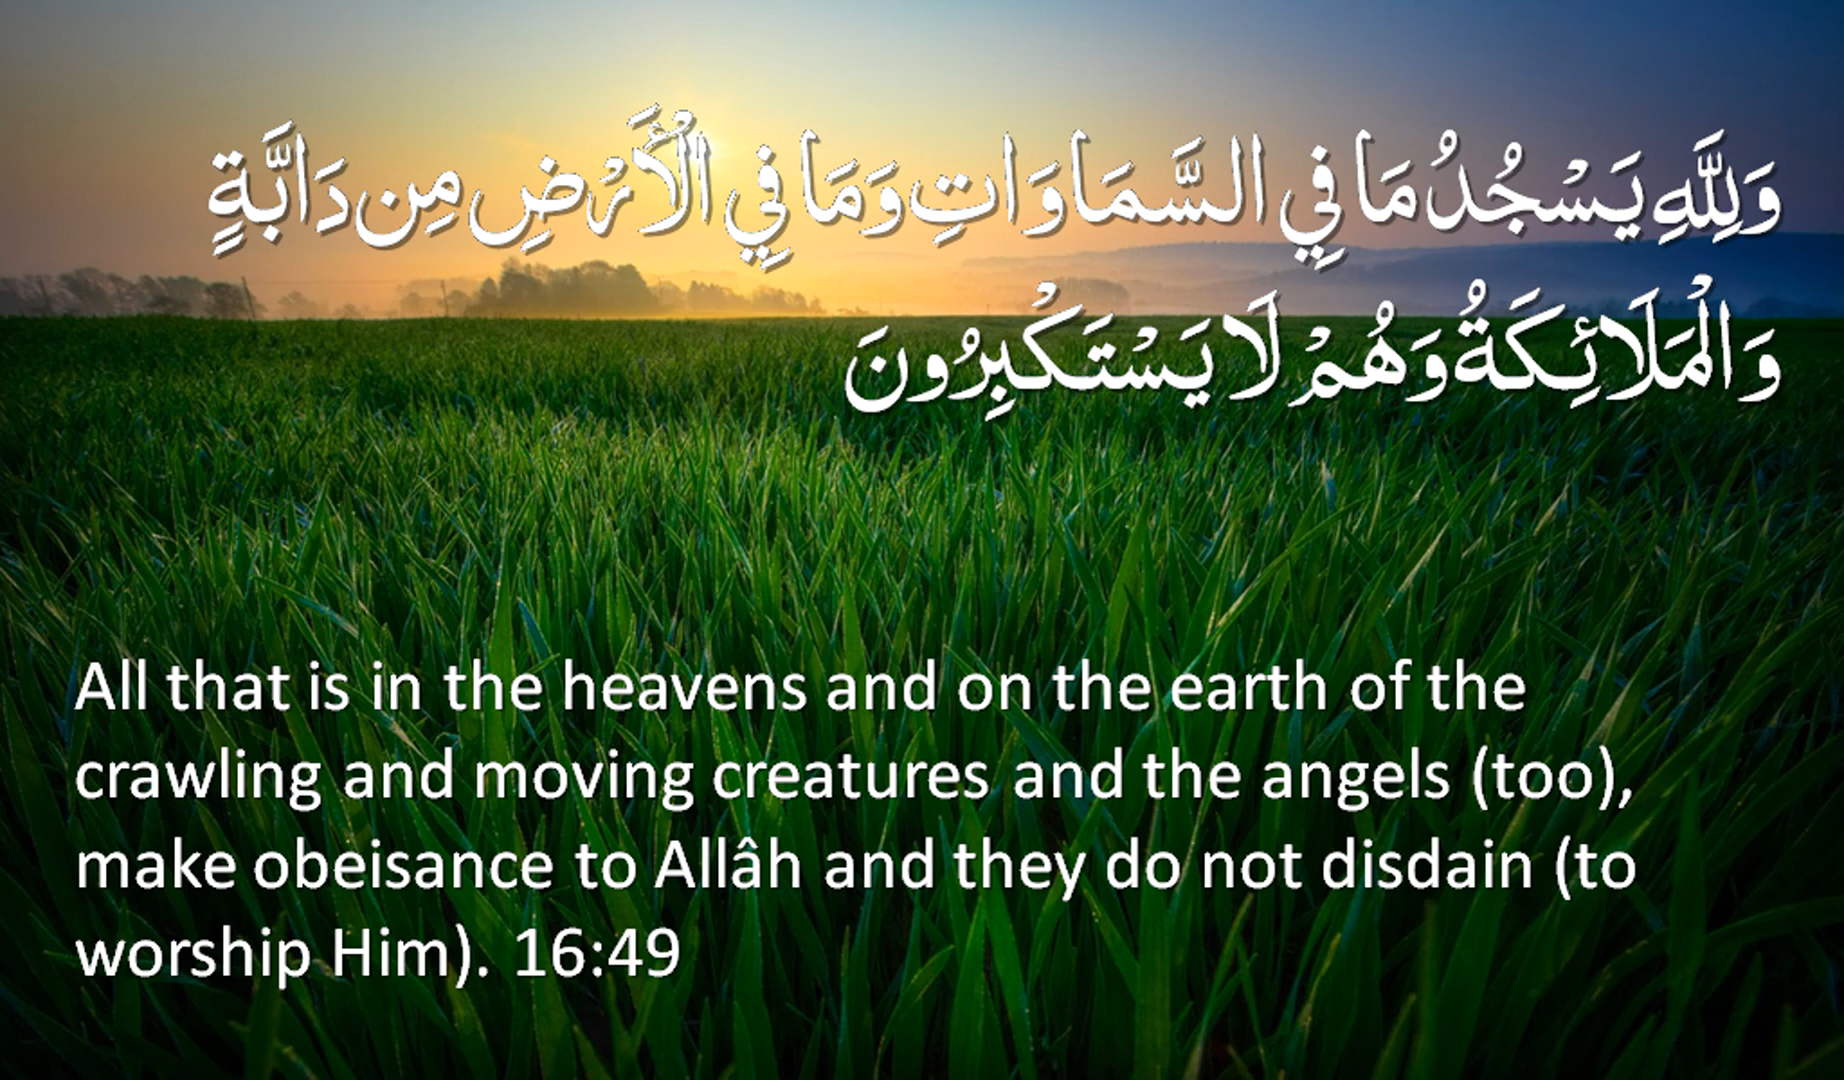 وَلِلَّهِ يَسْجُدُ مَا فِي السَّمَاوَاتِ وَمَا فِي الْأَرْضِ مِن دَابَّةٍ
وَالْمَلَائِكَةُ وَهُمْ لَا يَسْتَكْبِرُونَ
All that is in the heavens and on the earth of the
crawling and moving creatures and the angels (too),
make obeisance to Allâh and they do not disdain (to
worship Him). 16:49